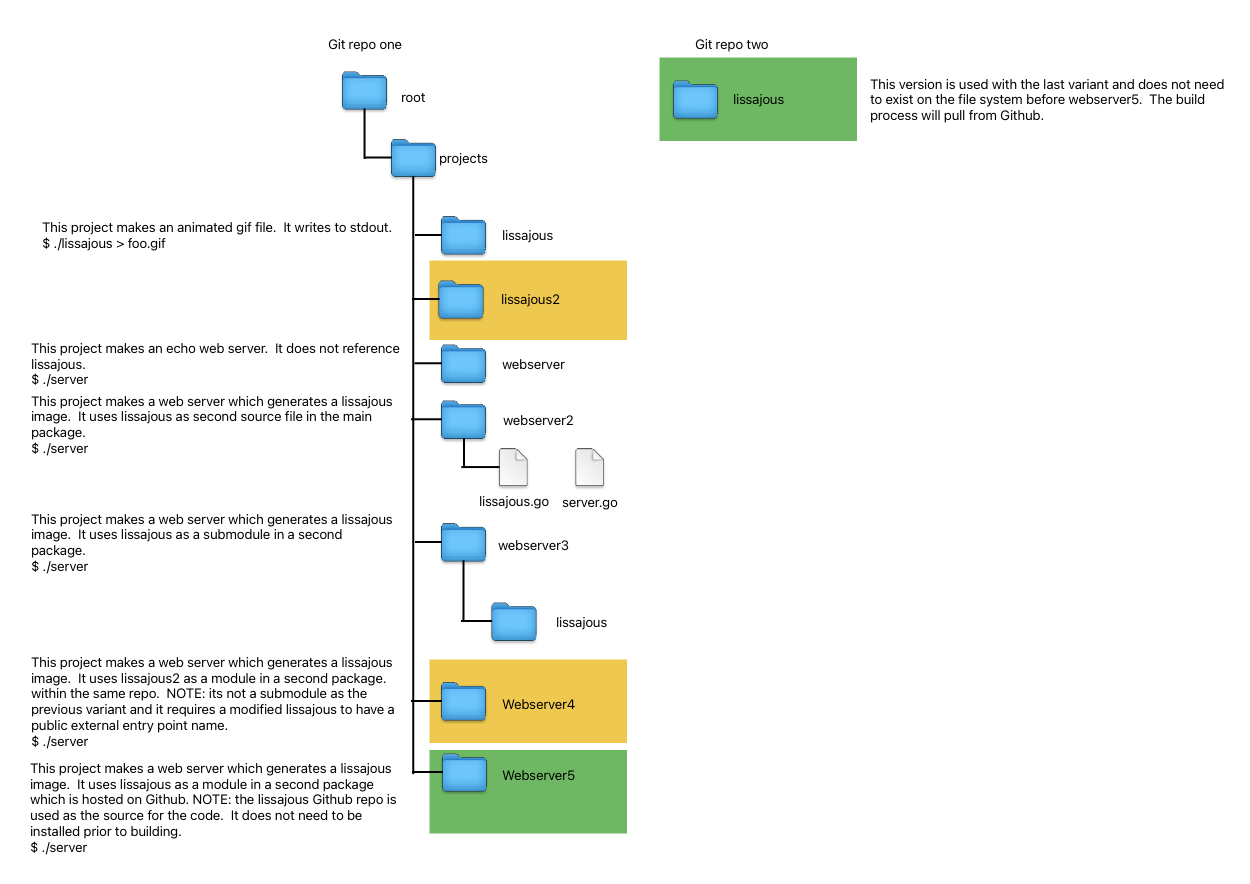 Git repo one
Git repo two
root
lissajous
This version is used with the last variant and does not need
to exist on the file system before webserver5.  The build
process will pull from Github.
projects
This project makes an animated gif file.  It writes to stdout.
$ ./lissajous > foo.gif
lissajous
lissajous2
This project makes an echo web server.  It does not reference
lissajous.
$ ./server
webserver
This project makes a web server which generates a lissajous
image.  It uses lissajous as second source file in the main
package.
$ ./server
webserver2
lissajous.go
server.go
This project makes a web server which generates a lissajous
image.  It uses lissajous as a submodule in a second
package.
$ ./server
webserver3
lissajous
This project makes a web server which generates a lissajous
image.  It uses lissajous2 as a module in a second package.
within the same repo.  NOTE: its not a submodule as the
previous variant and it requires a modified lissajous to have a
public external entry point name.
$ ./server
Webserver4
This project makes a web server which generates a lissajous
image.  It uses lissajous as a module in a second package
which is hosted on Github. NOTE: the lissajous Github repo is
used as the source for the code.  It does not need to be
installed prior to building.
$ ./server
Webserver5